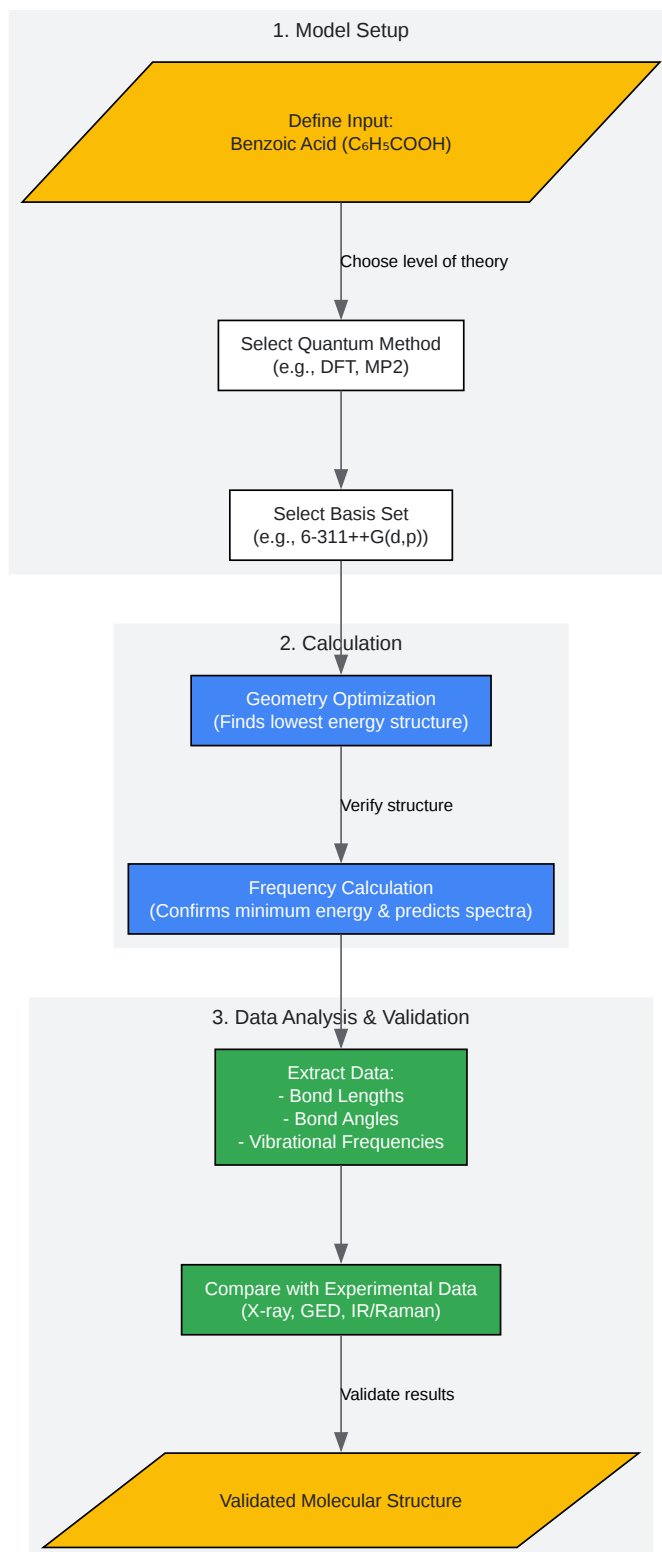 1. Model Setup
Define Input:
Benzoic Acid (C₆H₅COOH)
Choose level of theory
Select Quantum Method
(e.g., DFT, MP2)
Select Basis Set
(e.g., 6-311++G(d,p))
2. Calculation
Geometry Optimization
(Finds lowest energy structure)
Verify structure
Frequency Calculation
(Confirms minimum energy & predicts spectra)
3. Data Analysis & Validation
Extract Data:
- Bond Lengths
- Bond Angles
- Vibrational Frequencies
Compare with Experimental Data
(X-ray, GED, IR/Raman)
Validate results
Validated Molecular Structure